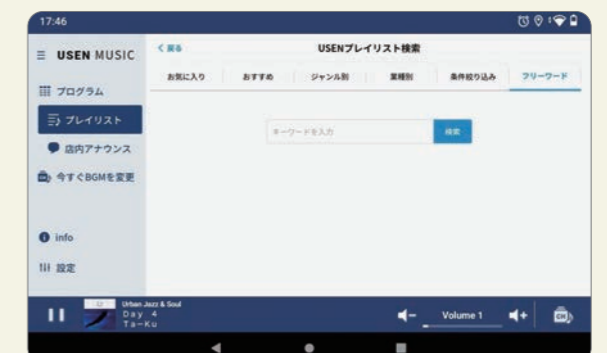 17:46
USEN MUSIC
< 戻る
USENプレイリスト検索
お気に入り
おすすめ
ジャンル別
業種別
条件絞り込み
フリーワード
プログラム
プレイリスト
店内アナウンス
今すぐBGMを変更
キーワードを入力
検索
info
設定
Urban Jazz & Soul
Day 4
Ta-Ku
Volume 1
CH